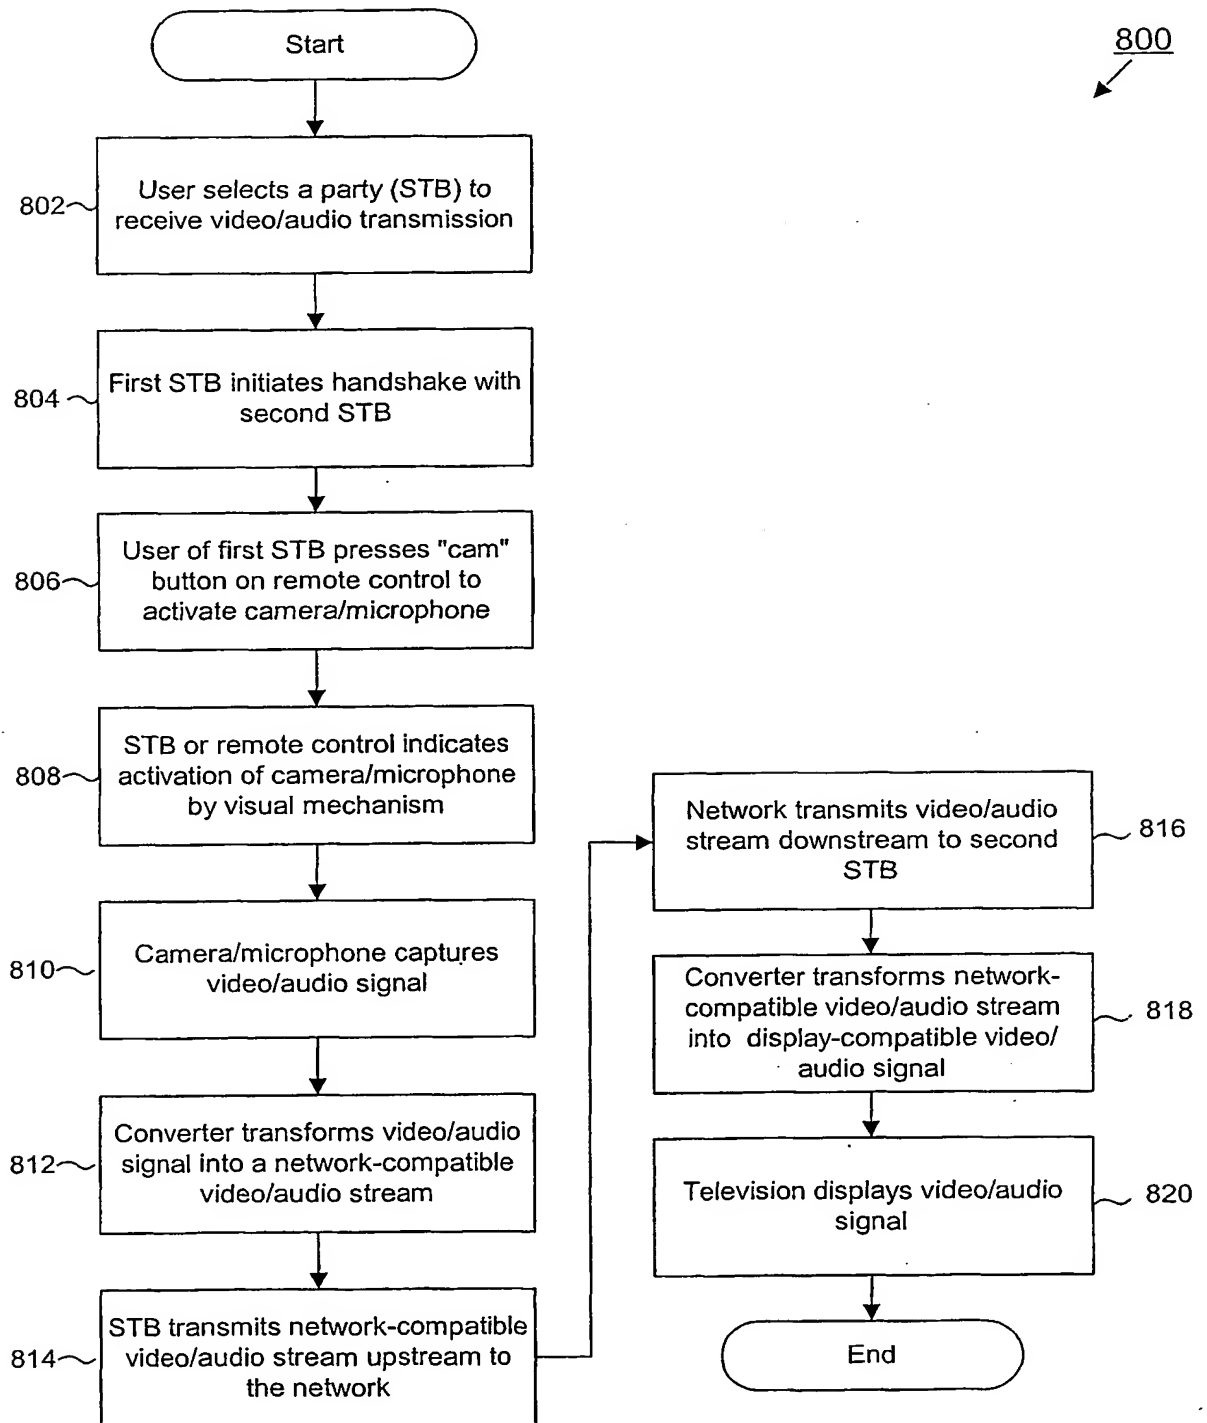 Start
800
802
User selects a party (STB) to
receive video/audio transmission
804
First STB initiates handshake with
second STB
806
User of first STB presses "cam"
button on remote control to
activate camera/microphone
808
STB or remote control indicates
activation of camera/microphone
by visual mechanism
810
Camera/microphone captures
video/audio signal
812
Converter transforms video/audio
signal into a network-compatible
video/audio stream
814
STB transmits network-compatible
video/audio stream upstream to
the network
Network transmits video/audio
stream downstream to second
STB
816
Converter transforms network-
compatible video/audio stream
into display-compatible video/
audio signal
818
Television displays video/audio
signal
820
End